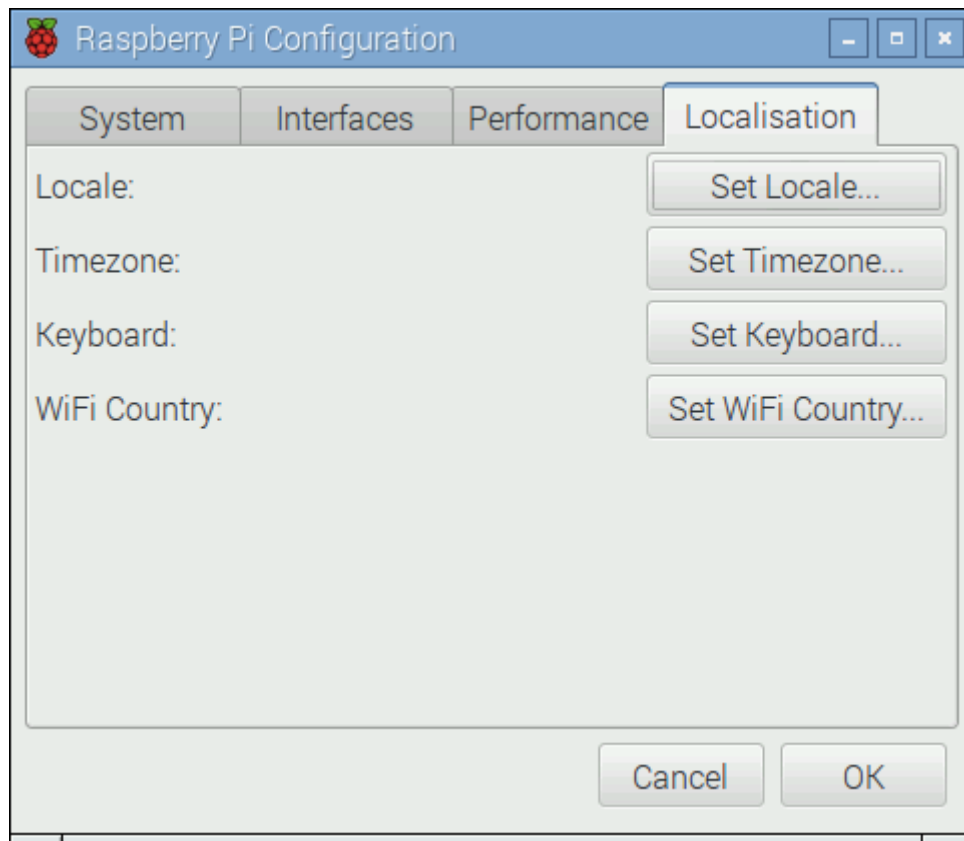 Raspberry Pi Configuration
System Interfaces Performance Localisation
Locale: Set Locale...
Timezone: Set Timezone...
Keyboard: Set Keyboard...
WiFi Country: Set WiFi Country...
Cancel OK